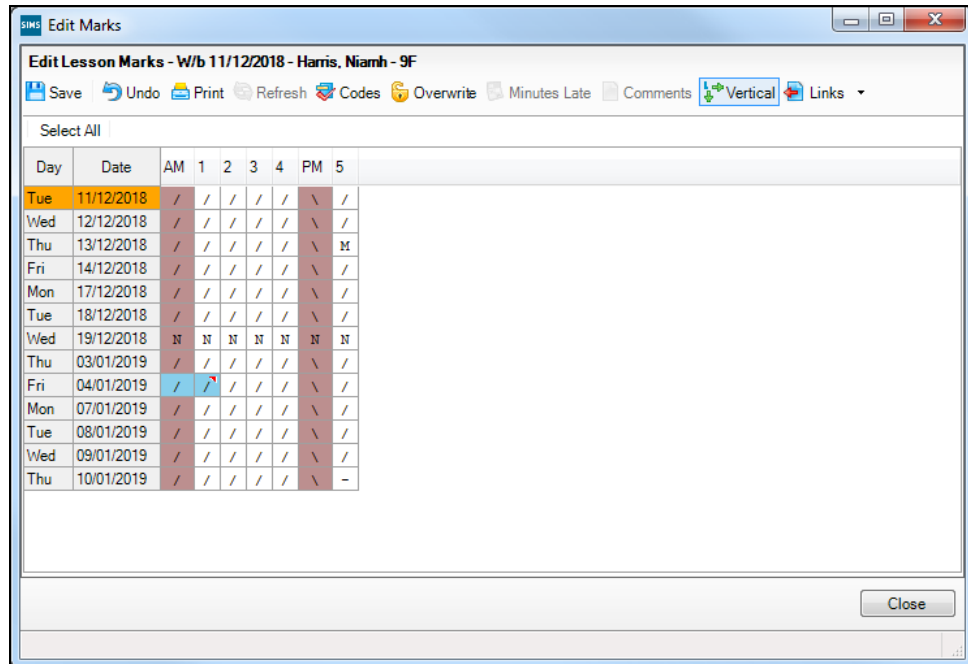 SIMS Edit Marks
Edit Lesson Marks - W/b 11/12/2018 - Harris, Niamh - 9F
Save Undo Print Refresh Codes Overwrite Minutes Late Comments Vertical Links
Select All
Day Date AM 1 2 3 4 PM 5
Tue 11/12/2018 / / / / / \ /
Wed 12/12/2018 / / / / / \ /
Thu 13/12/2018 / / / / / \ M
Fri 14/12/2018 / / / / / \ /
Mon 17/12/2018 / / / / / \ /
Tue 18/12/2018 / / / / / \ /
Wed 19/12/2018 N N N N N N N
Thu 03/01/2019 / / / / / \ /
Fri 04/01/2019 / / / / / \ /
Mon 07/01/2019 / / / / / \ /
Tue 08/01/2019 / / / / / \ /
Wed 09/01/2019 / / / / / \ /
Thu 10/01/2019 / / / / / \ -
Close